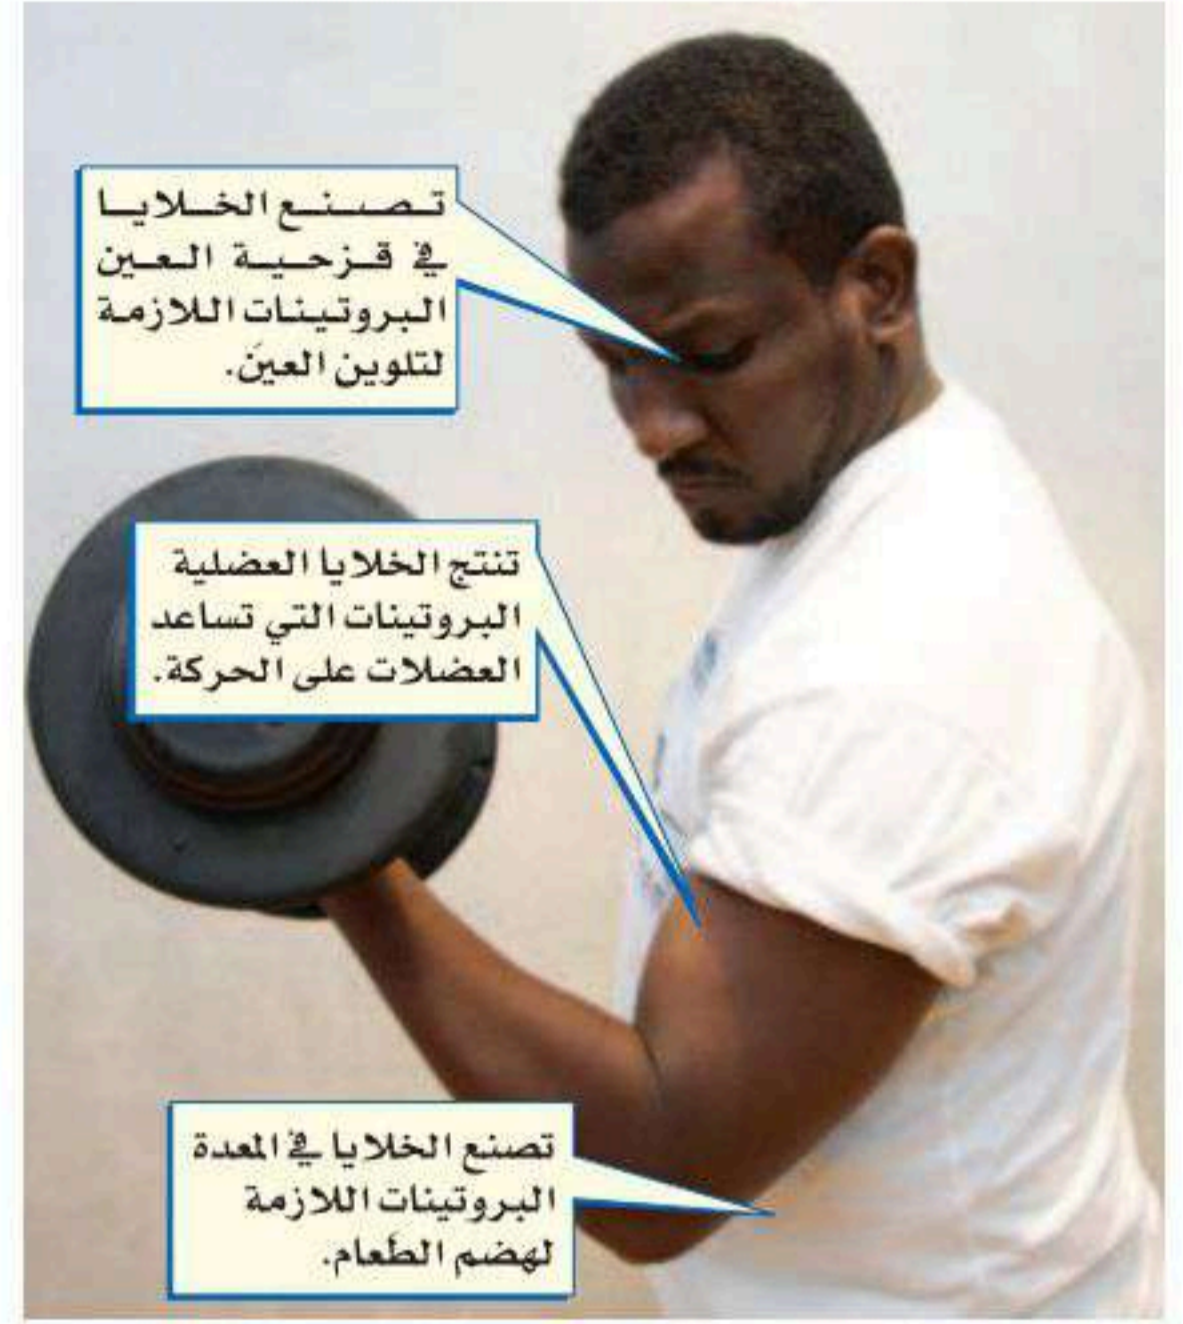 تصنع الخلايا
في قزحية العين
البروتينات اللازمة
لتلوين العين.
تنتج الخلايا العضلية
البروتينات التي تساعد
العضلات على الحركة.
تصنع الخلايا في المعدة
البروتينات اللازمة
لهضم الطعام.